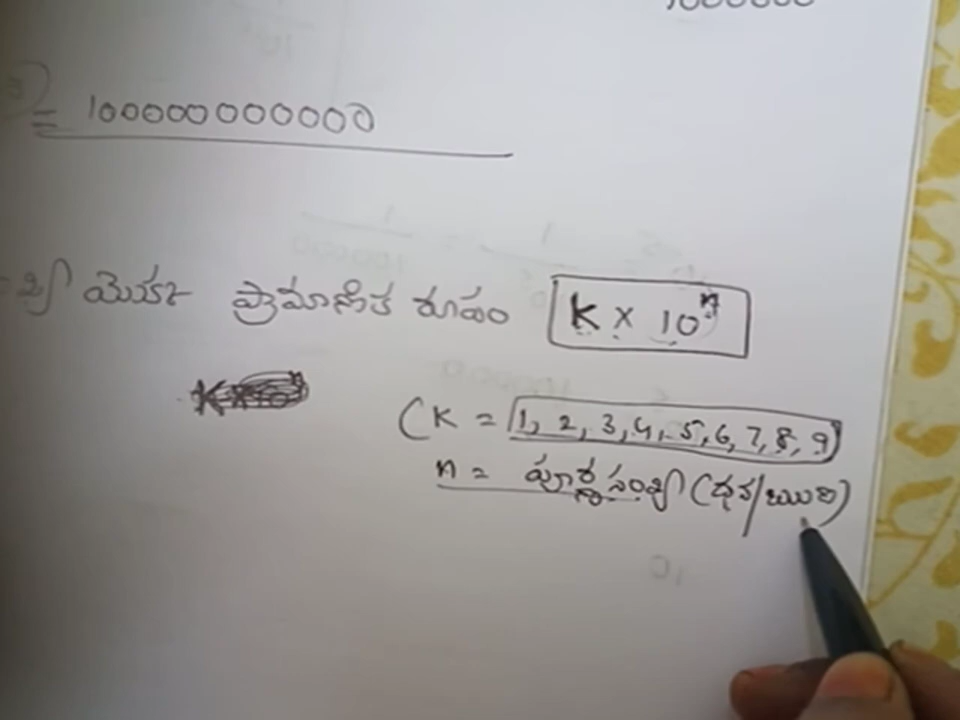 = 100000000000
యొక్క ప్రామాణిక రూపం K × 10ⁿ
(K = 1, 2, 3, 4, 5, 6, 7, 8, 9)
n = పూర్ణసంఖ్య (ధన/ఋణ)